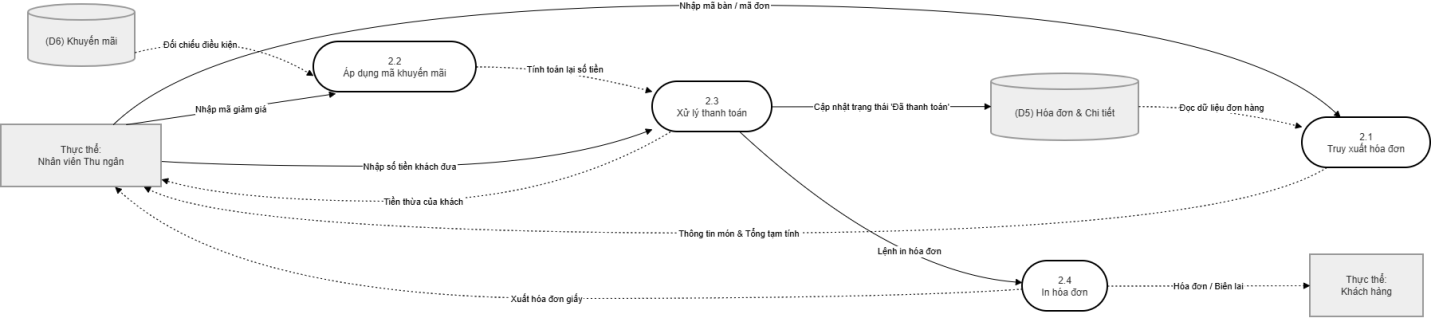 Nhập mã bàn / mã đơn
(D6) Khuyến mãi
Đối chiếu điều kiện
2.2
Áp dụng mã khuyến mãi
Tính toán lại số tiền
2.3
Xử lý thanh toán
Nhập mã giảm giá
Cập nhật trạng thái 'Đã thanh toán'
(D5) Hóa đơn & Chi tiết
Đọc dữ liệu đơn hàng
2.1
Truy xuất hóa đơn
Thực thể:
Nhân viên Thu ngân
Nhập số tiền khách đưa
Tiền thừa của khách
Thông tin món & Tổng tạm tính
Lệnh in hóa đơn
2.4
In hóa đơn
Hóa đơn / Biên lai
Thực thể:
Khách hàng
Xuất hóa đơn giấy